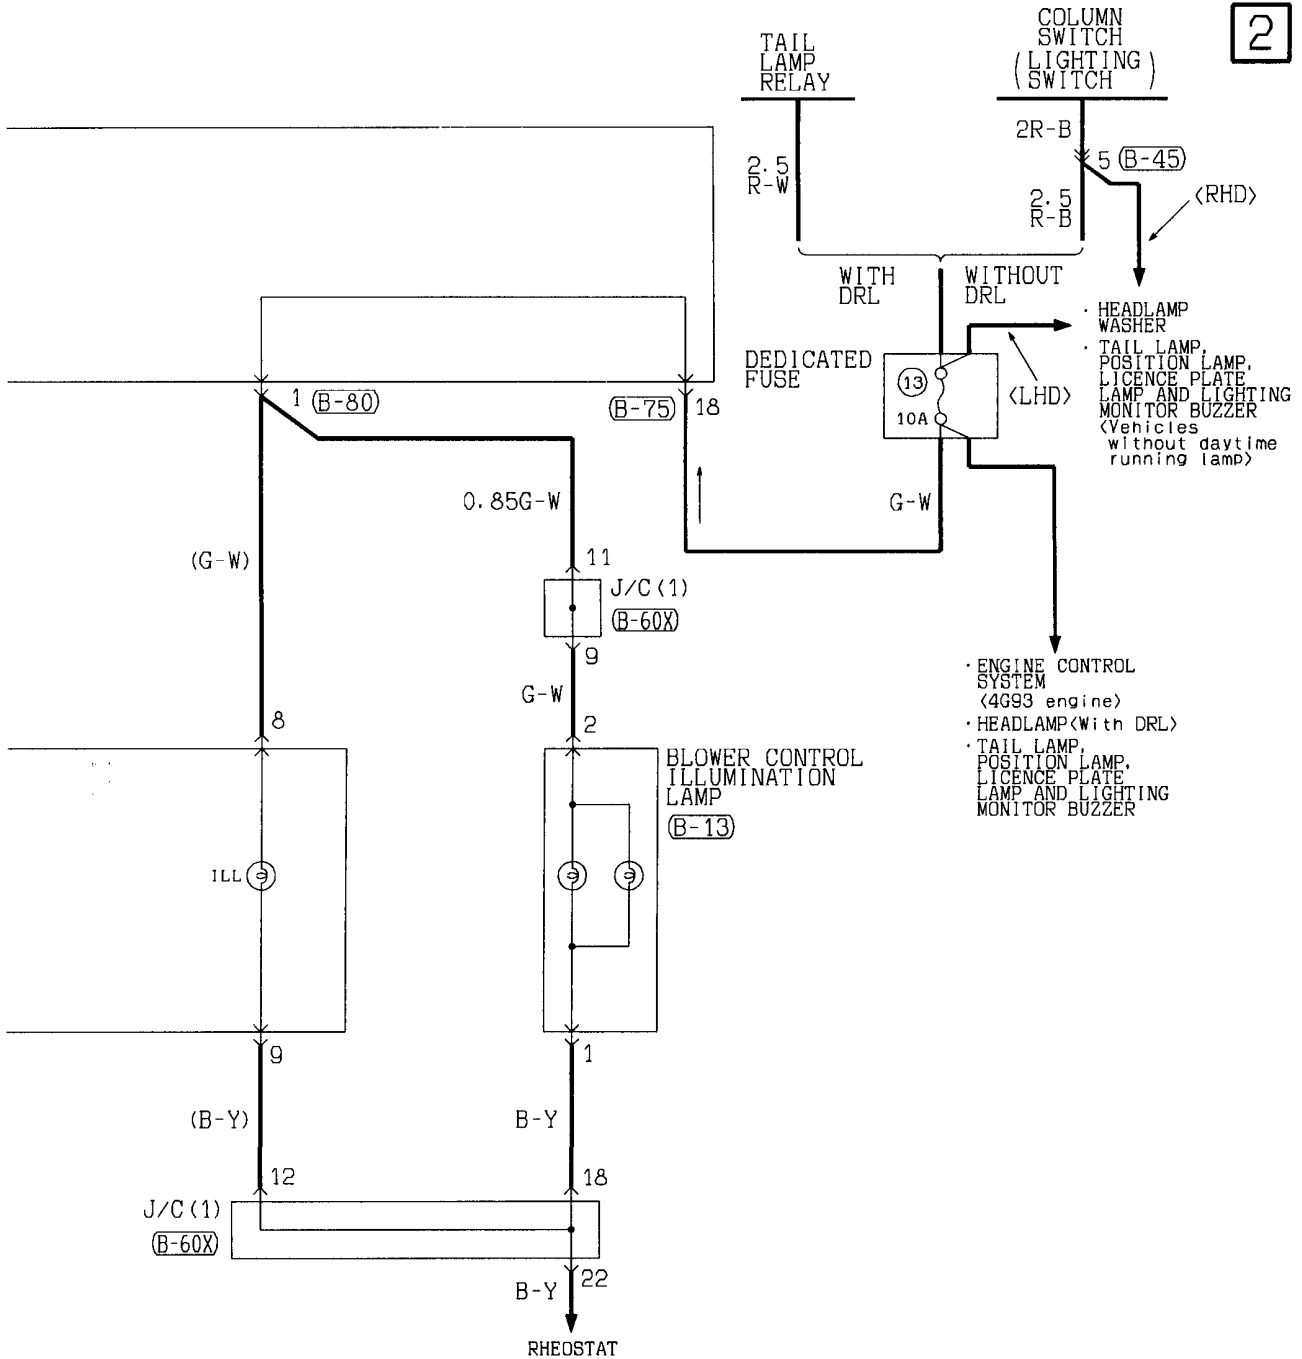 2
COLUMN
SWITCH
(LIGHTING
SWITCH)
TAIL
LAMP
RELAY
2R-B
5 (B-45)
2.5
R-W
2.5
R-B
<RHD>
WITH
DRL
WITHOUT
DRL
· HEADLAMP
WASHER
· TAIL LAMP,
POSITION LAMP,
LICENCE PLATE
LAMP AND LIGHTING
MONITOR BUZZER
<Vehicles
without daytime
running lamp>
DEDICATED
FUSE
13
10A
<LHD>
1 (B-80)
(B-75) 18
0.85G-W
G-W
(G-W)
11
J/C(1)
(B-60X)
9
G-W
8
2
· ENGINE CONTROL
SYSTEM
<4G93 engine>
· HEADLAMP<With DRL>
· TAIL LAMP,
POSITION LAMP,
LICENCE PLATE
LAMP AND LIGHTING
MONITOR BUZZER
BLOWER CONTROL
ILLUMINATION
LAMP
(B-13)
ILL
9
1
(B-Y)
B-Y
12
18
J/C(1)
(B-60X)
22
B-Y
RHEOSTAT